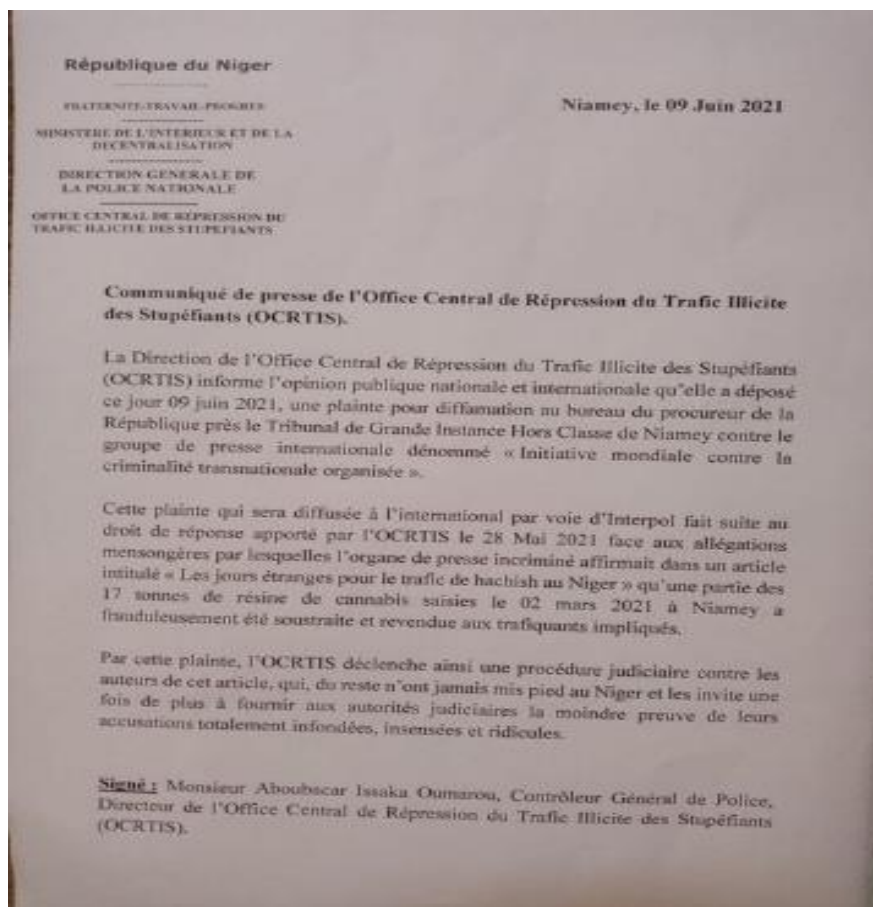 République du Niger
FRATERNITE-TRAVAIL-PROGRES
MINISTERE DE L'INTERIEUR ET DE LA
DECENTRALISATION
DIRECTION GENERALE DE
LA POLICE NATIONALE
OFFICE CENTRAL DE RÉPRESSION DU
TRAFIC ILLICITE DES STUPEFIANTS
Niamey, le 09 Juin 2021
Communiqué de presse de l'Office Central de Répression du Trafic Illicite
des Stupéfiants (OCRTIS).
La Direction de l'Office Central de Répression du Trafic Illicite des Stupéfiants
(OCRTIS) informe l'opinion publique nationale et internationale qu'elle a déposé
ce jour 09 juin 2021, une plainte pour diffamation au bureau du procureur de la
République près le Tribunal de Grande Instance Hors Classe de Niamey contre le
groupe de presse internationale dénommé « Initiative mondiale contre la
criminalité transnationale organisée ».
Cette plainte qui sera diffusée à l'international par voie d'Interpol fait suite au
droit de réponse apporté par l'OCRTIS le 28 Mai 2021 face aux allégations
mensongères par lesquelles l'organe de presse incriminé affirmait dans un article
intitulé « Les jours étranges pour le trafic de hachish au Niger » qu'une partie des
17 tonnes de résine de cannabis saisies le 02 mars 2021 à Niamey a
frauduleusement été soustraite et revendue aux trafiquants impliqués.
Par cette plainte, l'OCRTIS déclenche ainsi une procédure judiciaire contre les
auteurs de cet article, qui, du reste n'ont jamais mis pied au Niger et les invite une
fois de plus à fournir aux autorités judiciaires la moindre preuve de leurs
accusations totalement infondées, insensées et ridicules.
Signé : Monsieur Aboubacar Issaka Oumarou, Contrôleur Général de Police,
Directeur de l'Office Central de Répression du Trafic Illicite des Stupéfiants
(OCRTIS).